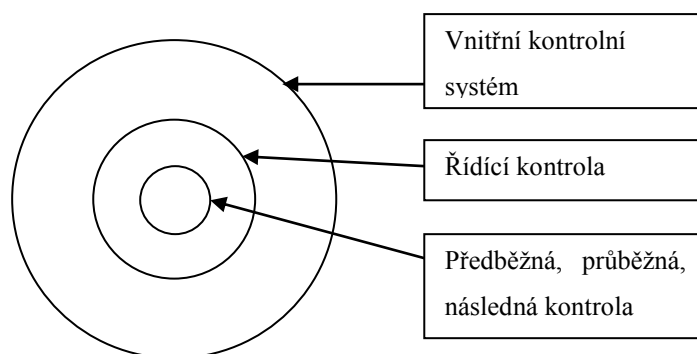 Vnitřní kontrolní
systém
Řídící kontrola
Předběžná, průběžná,
následná kontrola